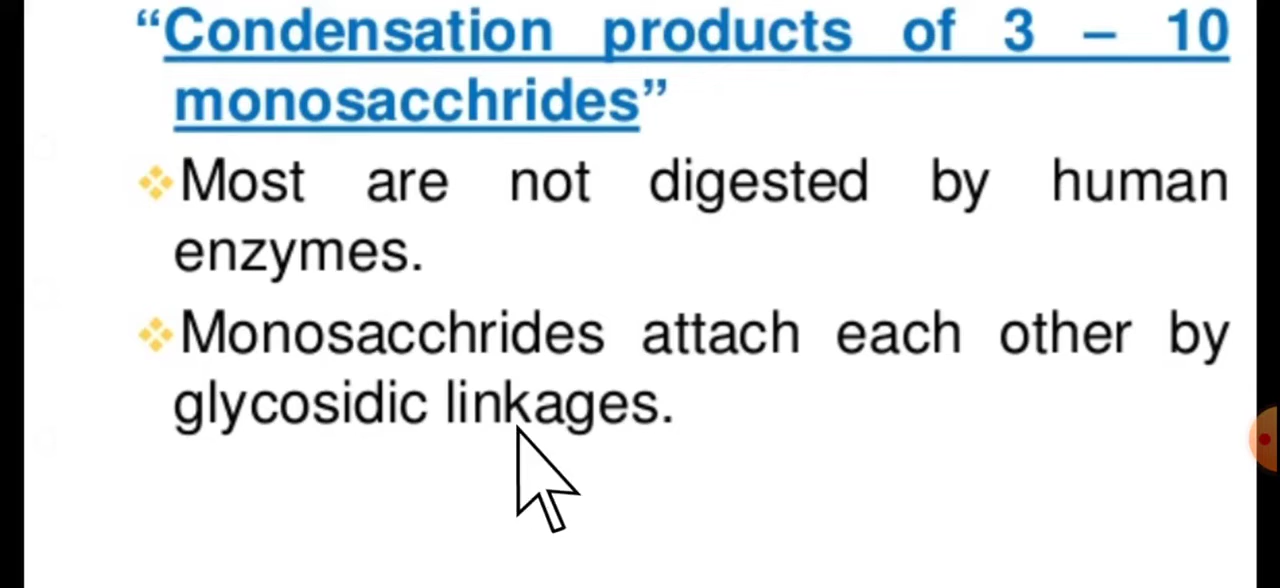 “Condensation products of 3 – 10
monosacchrides”
❖Most are not digested by human
enzymes.
❖Monosacchrides attach each other by
glycosidic linkages.